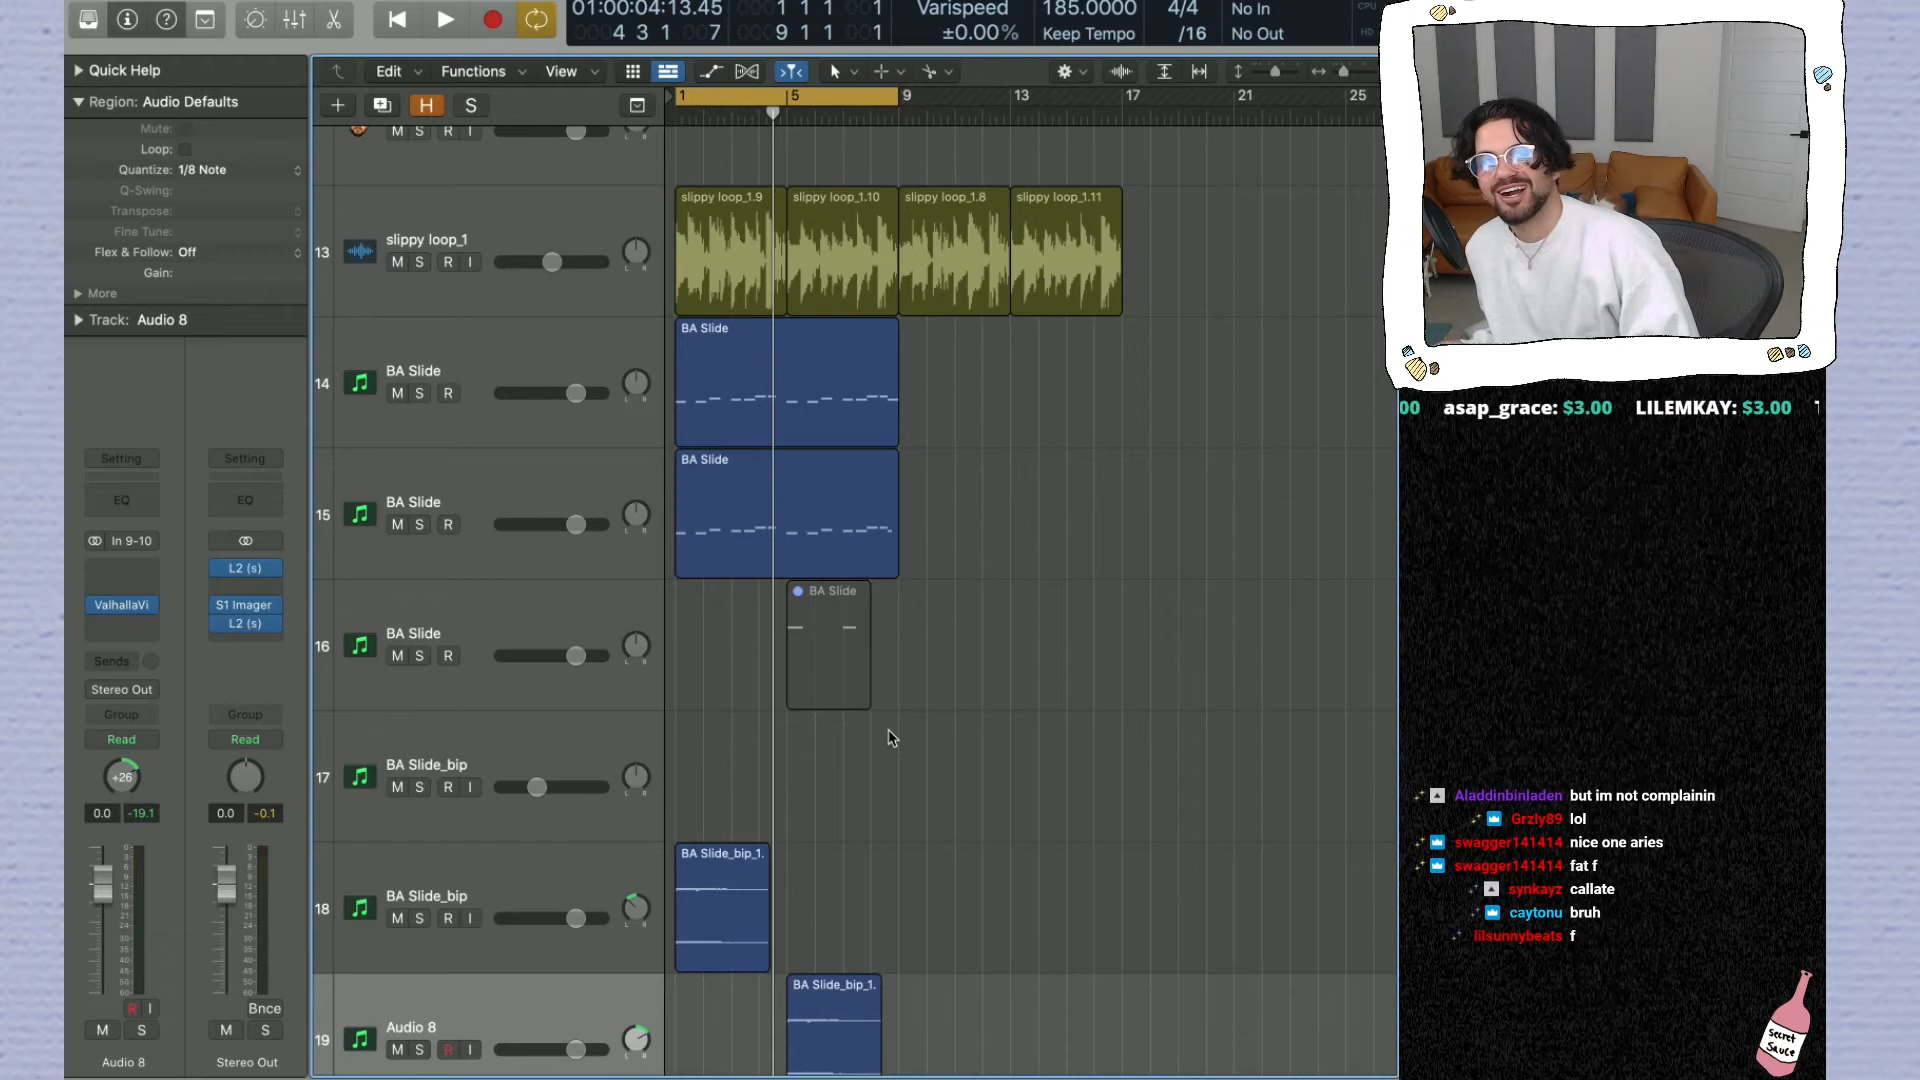 01:00:04:13.45
4 3 1 007
1 1 1 001
9 1 1 001
Varispeed
±0.00%
185.0000
Keep Tempo
4/4
/16
No In
No Out
CPU
HD
Quick Help
Region: Audio Defaults
Mute:
Loop:
Quantize: 1/8 Note
Q-Swing:
Transpose:
Fine Tune:
Flex & Follow: Off
Gain:
More
Track: Audio 8
Edit
Functions
View
H
S
1
5
9
13
17
21
25
M S R I
13
slippy loop_1
M S R I
slippy loop_1.9
slippy loop_1.10
slippy loop_1.8
slippy loop_1.11
14
BA Slide
M S R
BA Slide
15
BA Slide
M S R
BA Slide
16
BA Slide
M S R
BA Slide
17
BA Slide_bip
M S R I
18
BA Slide_bip
M S R I
BA Slide_bip_1.
19
Audio 8
M S R I
BA Slide_bip_1.
Setting
Setting
EQ
EQ
In 9-10
L2 (s)
ValhallaVi
S1 Imager
L2 (s)
Sends
Stereo Out
Group
Group
Read
Read
+26
0.0 -19.1
0.0 -0.1
R I
Bnce
M S
M S
Audio 8
Stereo Out
00 asap_grace: $3.00 LILEMKAY: $3.00
Aladdinbinladen but im not complainin
Grzly89 lol
swagger141414 nice one aries
swagger141414 fat f
synkayz callate
caytonu bruh
lilsunnybeats f
Secret
Sauce